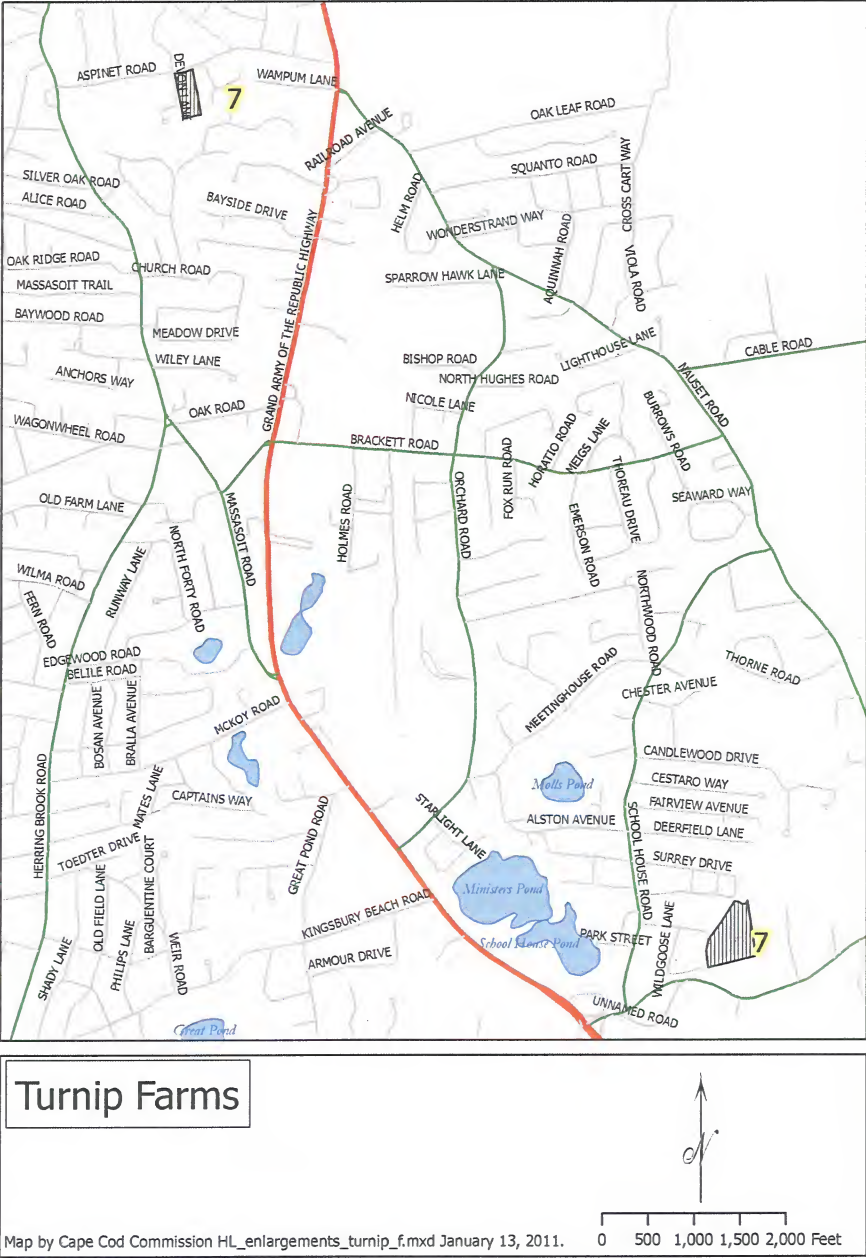 ASPINET ROAD
WAMPUM LANE
7
RAILROAD AVENUE
OAK LEAF ROAD
SILVER OAK ROAD
ALICE ROAD
BAYSIDE DRIVE
HELM ROAD
SQUANTO ROAD
CROSS CART WAY
WONDERSTRAND WAY
OAK RIDGE ROAD
CHURCH ROAD
MASSASOIT TRAIL
SPARROW HAWK LANE
AQUINNAH ROAD
VIOLA ROAD
BAYWOOD ROAD
MEADOW DRIVE
GRAND ARMY OF THE REPUBLIC HIGHWAY
WILEY LANE
BISHOP ROAD
LIGHTHOUSE LANE
CABLE ROAD
ANCHORS WAY
NORTH HUGHES ROAD
NAUSET ROAD
OAK ROAD
NICOLE LANE
BURROWS ROAD
WAGONWHEEL ROAD
BRACKETT ROAD
HORATIO ROAD
MEIGS LANE
FOX RUN ROAD
THOREAU DRIVE
OLD FARM LANE
MASSASOIT ROAD
HOLMES ROAD
ORCHARD ROAD
SEAWARD WAY
EMERSON ROAD
NORTH FORTY ROAD
RUNWAY LANE
WILMA ROAD
FERN ROAD
NORTHWOOD ROAD
EDGEWOOD ROAD
BELILE ROAD
THORNE ROAD
MEETINGHOUSE ROAD
CHESTER AVENUE
BOSAN AVENUE
BRALLA AVENUE
MCKOY ROAD
CANDLEWOOD DRIVE
CESTARO WAY
Molls Pond
HERRING BROOK ROAD
MATES LANE
CAPTAINS WAY
FAIRVIEW AVENUE
STARLIGHT LANE
ALSTON AVENUE
DEERFIELD LANE
TOEDTER DRIVE
GREAT POND ROAD
SCHOOL HOUSE ROAD
SURREY DRIVE
OLD FIELD LANE
BARGUENTINE COURT
Ministers Pond
KINGSBURY BEACH ROAD
PHILIPS LANE
WEIR ROAD
School House Pond
PARK STREET
WILDGOOSE LANE
7
SHADY LANE
ARMOUR DRIVE
UNNAMED ROAD
Great Pond
Turnip Farms
N
Map by Cape Cod Commission HL_enlargements_turnip_f.mxd January 13, 2011.
0 500 1,000 1,500 2,000 Feet